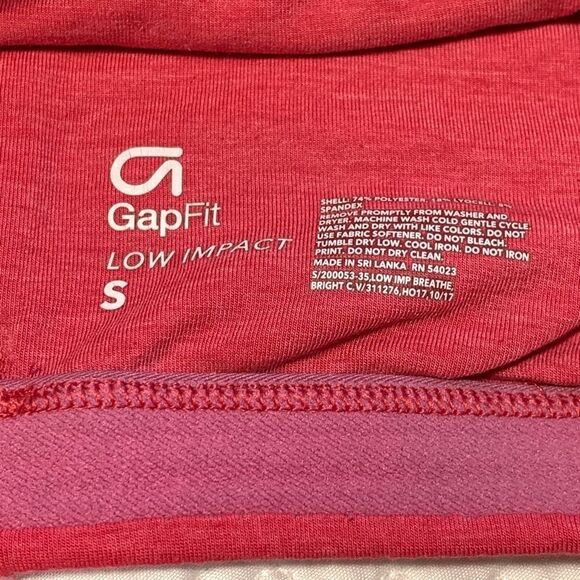 GapFit
LOW IMPACT
S
SHELL: 74% POLYESTER,
SPANDEX
REMOVE PROMPTLY FROM WASHER AND
DRYER. MACHINE WASH COLD GENTLE CYCLE.
WASH AND DRY WITH LIKE COLORS. DO NOT
USE FABRIC SOFTENER. DO NOT BLEACH.
TUMBLE DRY LOW. COOL IRON. DO NOT IRON
PRINT. DO NOT DRY CLEAN.
MADE IN SRI LANKA RN 54023
S/200053-35,LOW IMP BREATHE,
BRIGHT C,V/311276,HO17,10/17